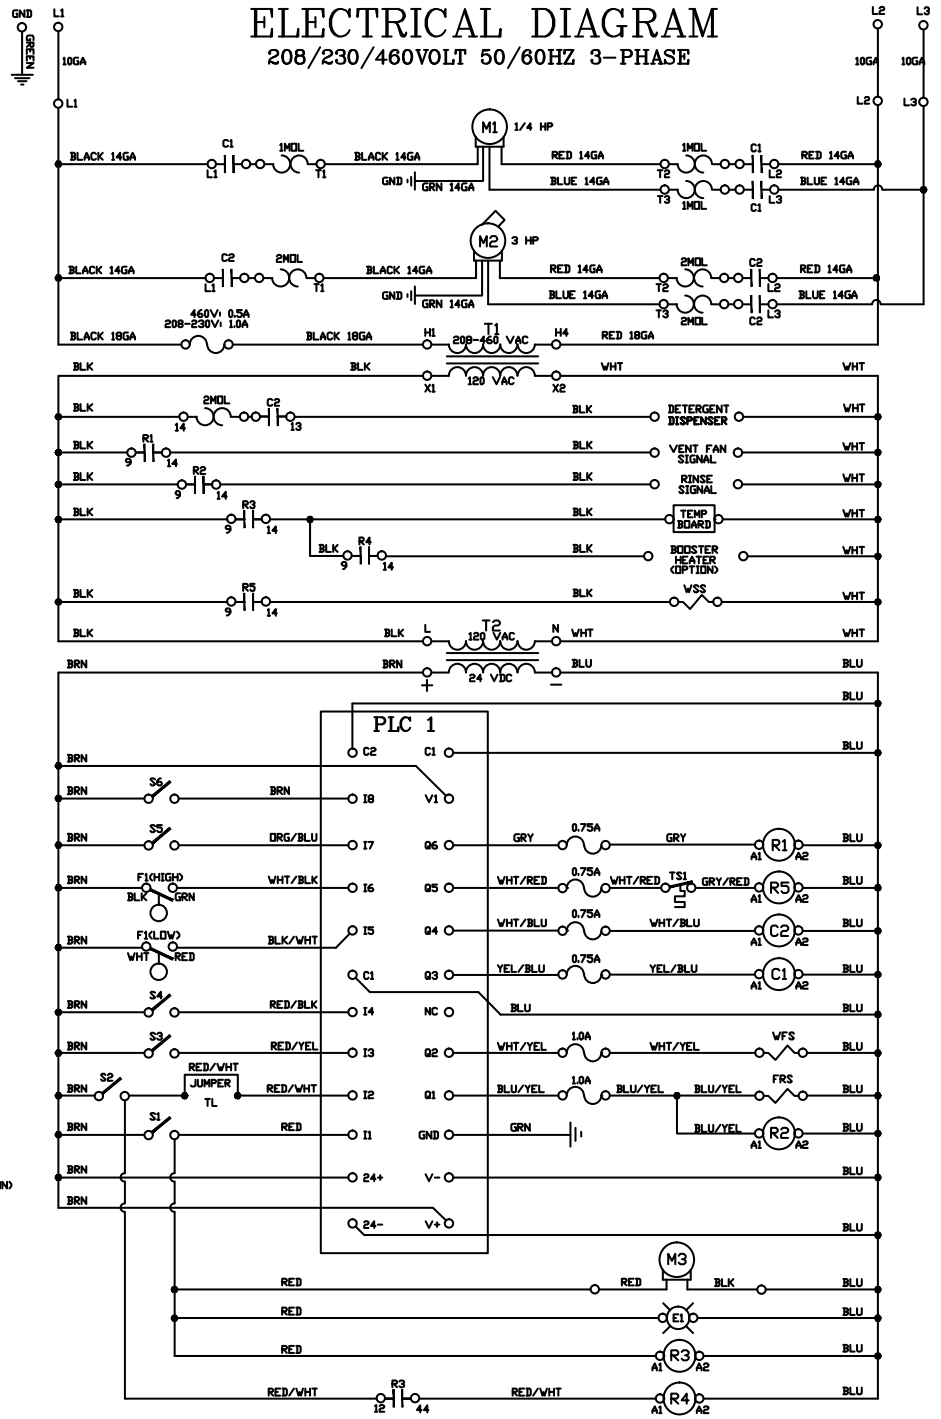 GND L1 ELECTRICAL DIAGRAM L2 L3
GREEN
208/230/460VOLT 50/60HZ 3-PHASE
10GA 10GA 10GA
L1 L2 L3
M1 1/4 HP
BLACK 14GA C1 1MOL BLACK 14GA RED 14GA 1MOL C1 RED 14GA
L1 T1 T2 L2
GND GRN 14GA BLUE 14GA BLUE 14GA
T3 1MOL C1 L3
M2 3 HP
BLACK 14GA C2 2MOL BLACK 14GA RED 14GA 2MOL C2 RED 14GA
L1 T1 T2 L2
GND GRN 14GA BLUE 14GA BLUE 14GA
T3 2MOL C2 L3
460V: 0.5A
208-230V: 1.0A
BLACK 18GA BLACK 18GA H1 T1 H4 RED 18GA
208-460 VAC
BLK BLK X1 120 VAC X2 WHT WHT
BLK 14 2MOL C2 13 BLK DETERGENT WHT
DISPENSER
BLK R1 BLK VENT FAN WHT
9 14 SIGNAL
BLK R2 BLK RINSE WHT
9 14 SIGNAL
BLK R3 BLK TEMP WHT
9 14 BOARD
BLK R4 BLK BOOSTER WHT
9 14 HEATER
(OPTION)
BLK R5 BLK WSS WHT
9 14
BLK BLK L T2 N WHT WHT
120 VAC
BRN BRN + 24 VDC - BLU BLU
BLU
PLC 1
C2 C1 BLU
BRN
BRN S6 BRN I8 V1
BRN S5 ORG/BLU I7 Q6 GRY 0.75A GRY A1 R1 A2 BLU
BRN F1(HIGH) WHT/BLK I6 Q5 WHT/RED 0.75A WHT/RED TS1 GRY/RED A1 R5 A2 BLU
BLK GRN
BRN F1(LOW) BLK/WHT I5 Q4 WHT/BLU 0.75A WHT/BLU A1 C2 A2 BLU
WHT RED
C1 Q3 YEL/BLU 0.75A YEL/BLU A1 C1 A2 BLU
BRN S4 RED/BLK I4 NC BLU BLU
BRN S3 RED/YEL I3 Q2 WHT/YEL 1.0A WHT/YEL WFS BLU
BRN S2 RED/WHT RED/WHT I2 Q1 BLU/YEL 1.0A BLU/YEL BLU/YEL FRS BLU
JUMPER
TL
BRN S1 RED I1 GND GRN BLU/YEL A1 R2 A2 BLU
BRN 24+ V- BLU
BRN 24- V+ BLU
RED RED M3 BLK BLU
RED E1 BLU
RED A1 R3 A2 BLU
RED/WHT R3 RED/WHT A1 R4 A2 BLU
12 44